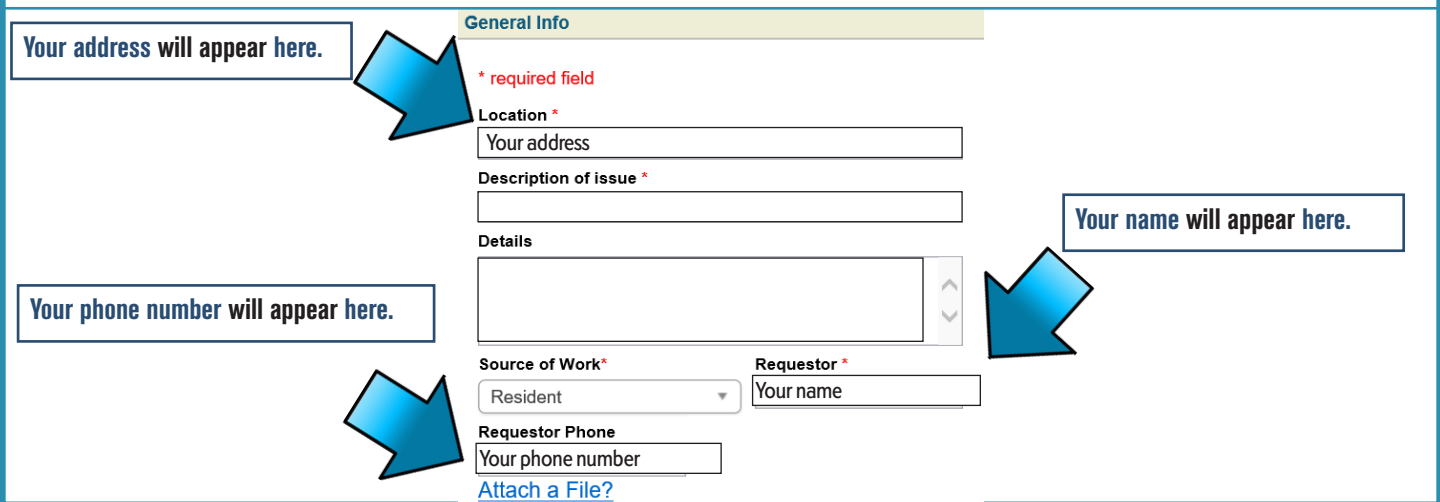 General Info
Your address will appear here.
* required field
Location *
Your address
Description of issue *
Your name will appear here.
Details
Your phone number will appear here.
Source of Work*
Requestor *
Resident
Your name
Requestor Phone
Your phone number
Attach a File?